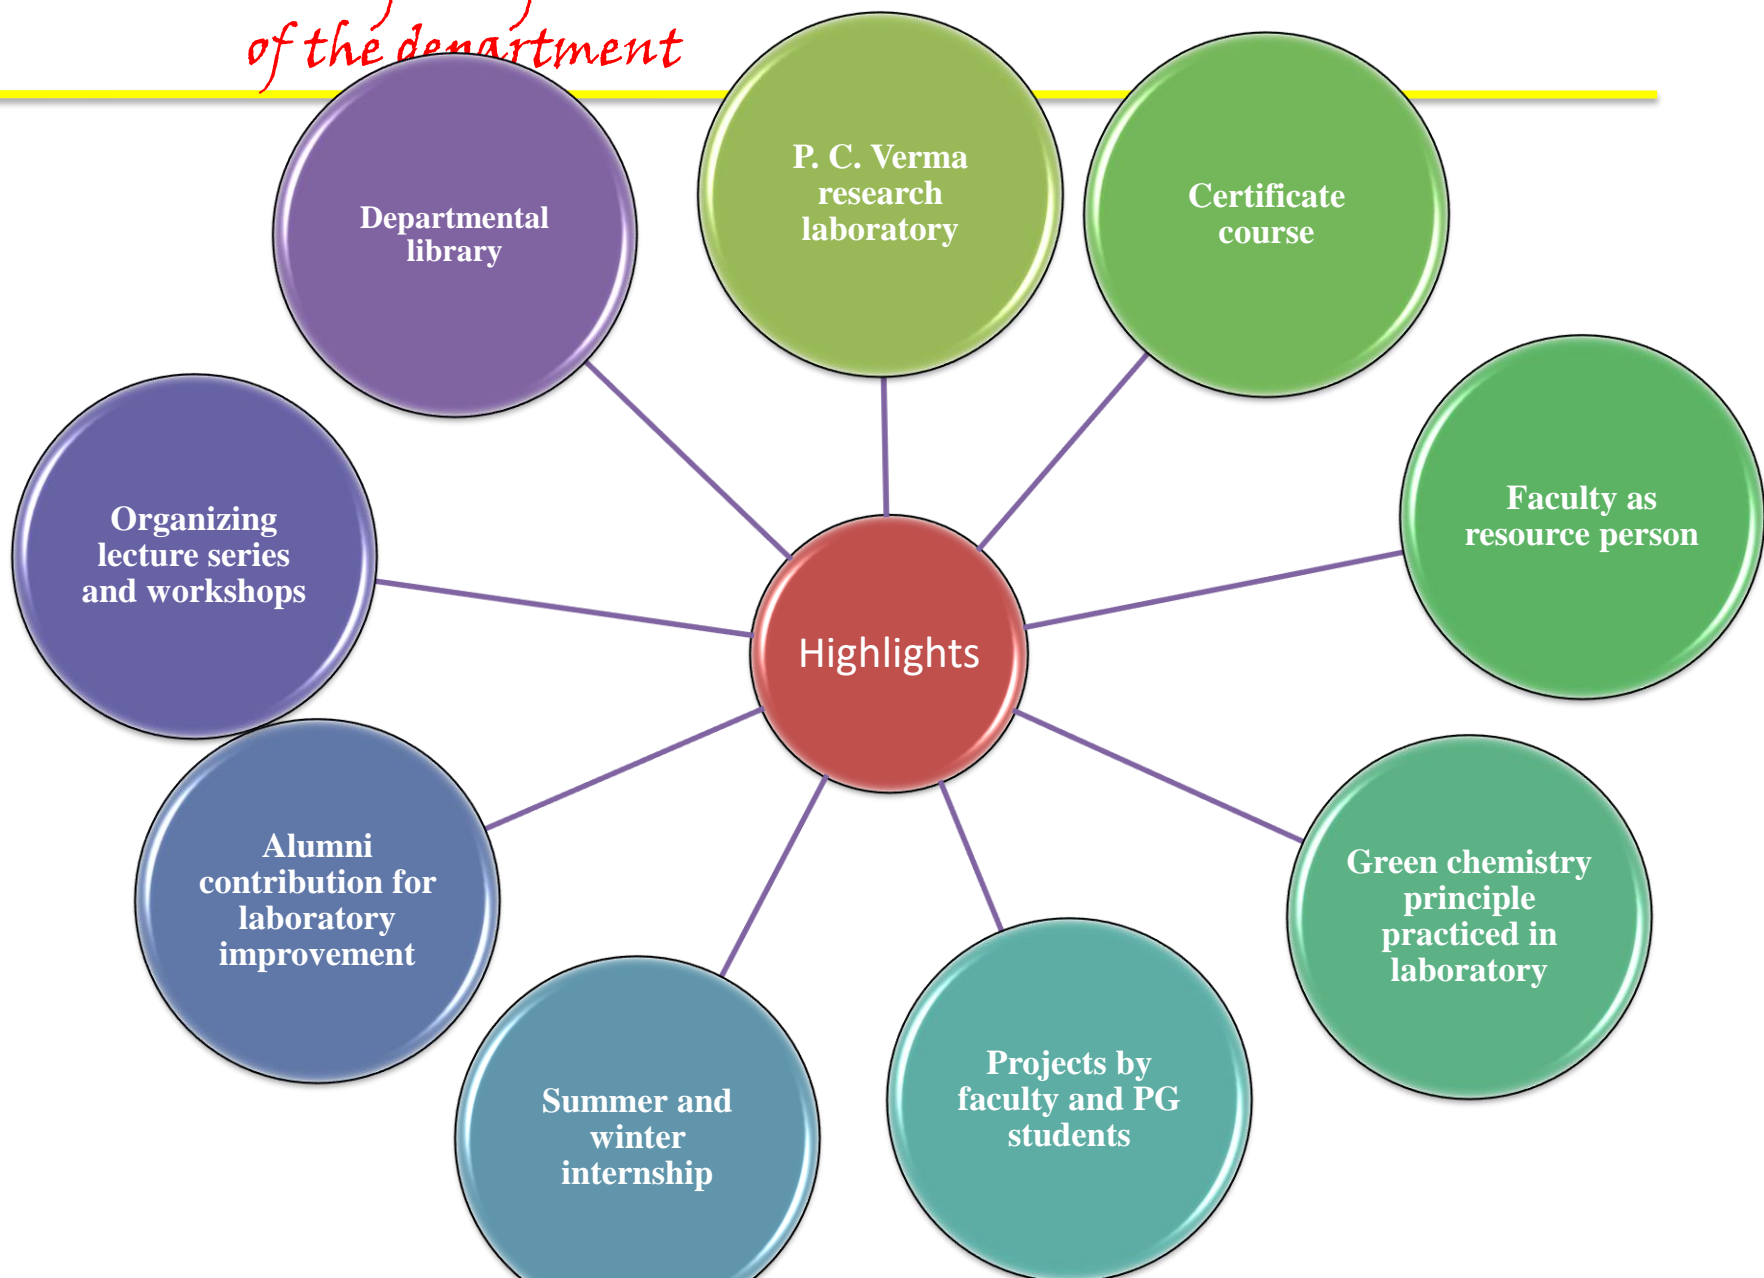 of the department
P. C. Verma
research
laboratory
Certificate
course
Departmental
library
Faculty as
resource person
Organizing
lecture series
and workshops
Highlights
Green chemistry
principle
practiced in
laboratory
Alumni
contribution for
laboratory
improvement
Projects by
faculty and PG
students
Summer and
winter
internship